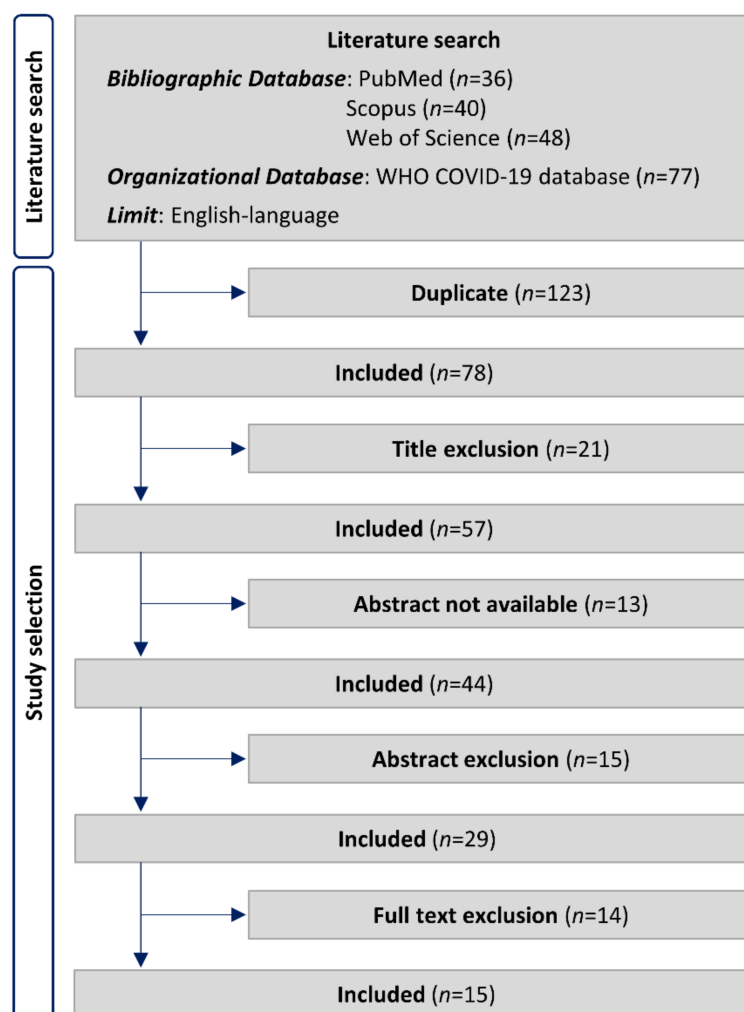 Literature search
Literature search
Bibliographic Database: PubMed (n=36)
Scopus (n=40)
Web of Science (n=48)
Organizational Database: WHO COVID-19 database (n=77)
Limit: English-language
Study selection
Duplicate (n=123)
Included (n=78)
Title exclusion (n=21)
Included (n=57)
Abstract not available (n=13)
Included (n=44)
Abstract exclusion (n=15)
Included (n=29)
Full text exclusion (n=14)
Included (n=15)